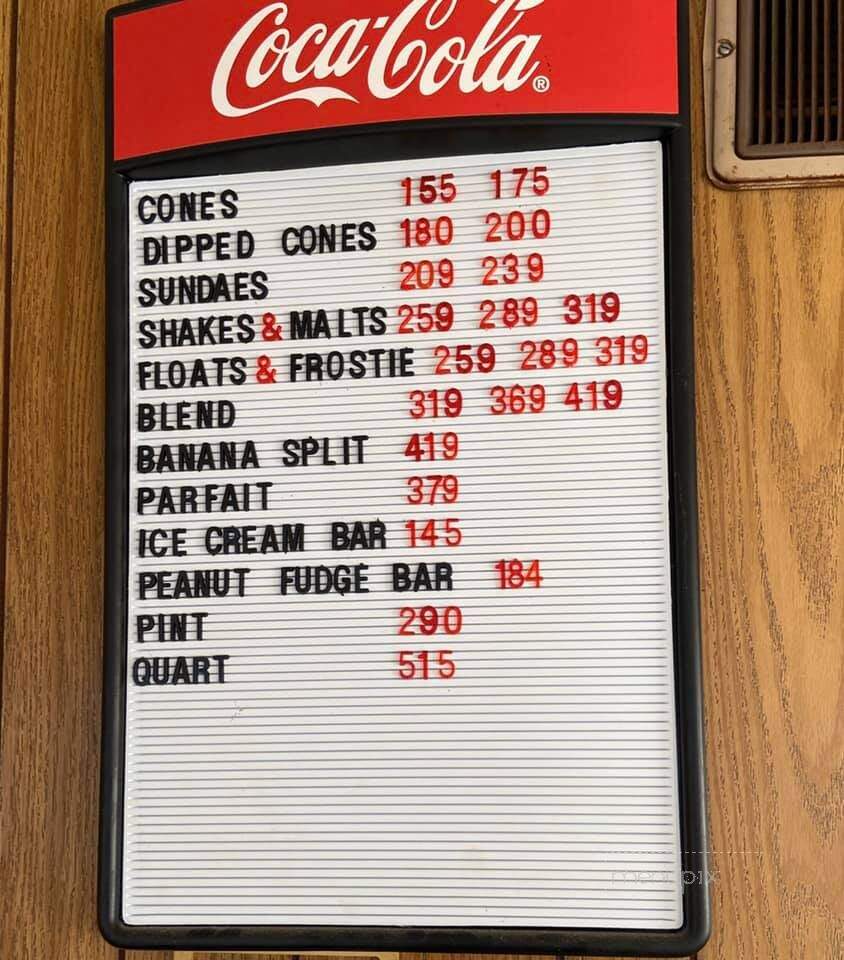 Coca-Cola®
CONES 155 175
DIPPED CONES 180 200
SUNDAES 209 239
SHAKES & MALTS 259 289 319
FLOATS & FROSTIE 259 289 319
BLEND 319 369 419
BANANA SPLIT 419
PARFAIT 379
ICE CREAM BAR 145
PEANUT FUDGE BAR 184
PINT 290
QUART 515
menupix